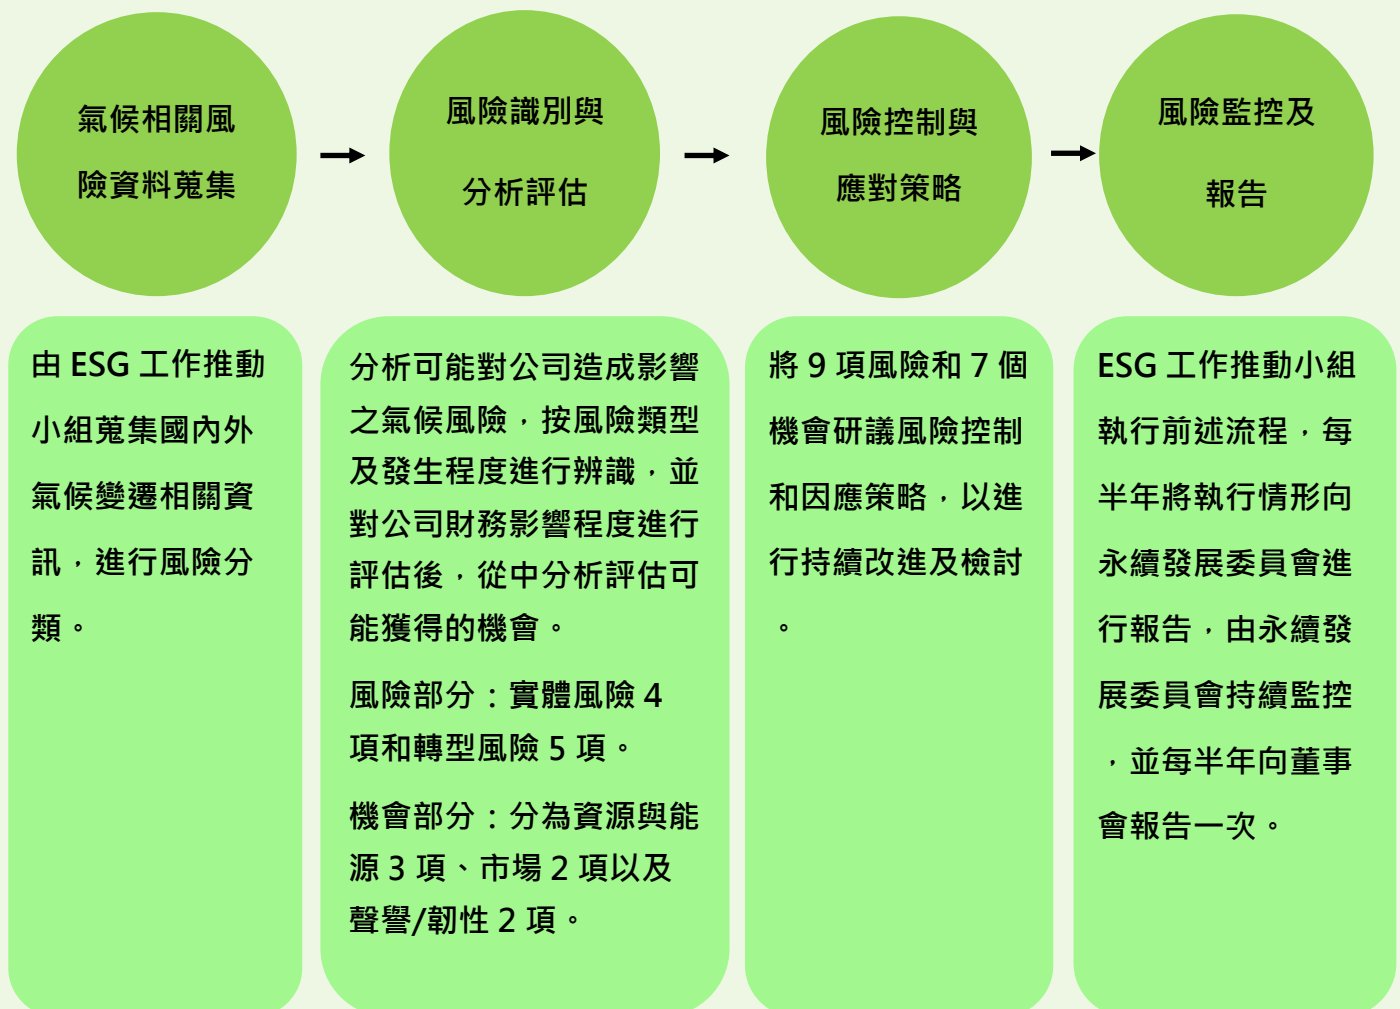 氣候相關風
險資料蒐集
風險識別與
分析評估
風險控制與
應對策略
風險監控及
報告
由 ESG 工作推動
小組蒐集國內外
氣候變遷相關資
訊，進行風險分
類。
分析可能對公司造成影響
之氣候風險，按風險類型
及發生程度進行辨識，並
對公司財務影響程度進行
評估後，從中分析評估可
能獲得的機會。
風險部分：實體風險 4
項和轉型風險 5 項。
機會部分：分為資源與能
源 3 項、市場 2 項以及
聲譽/韌性 2 項。
將 9 項風險和 7 個
機會研議風險控制
和因應策略，以進
行持續改進及檢討
。
ESG 工作推動小組
執行前述流程，每
半年將執行情形向
永續發展委員會進
行報告，由永續發
展委員會持續監控
，並每半年向董事
會報告一次。